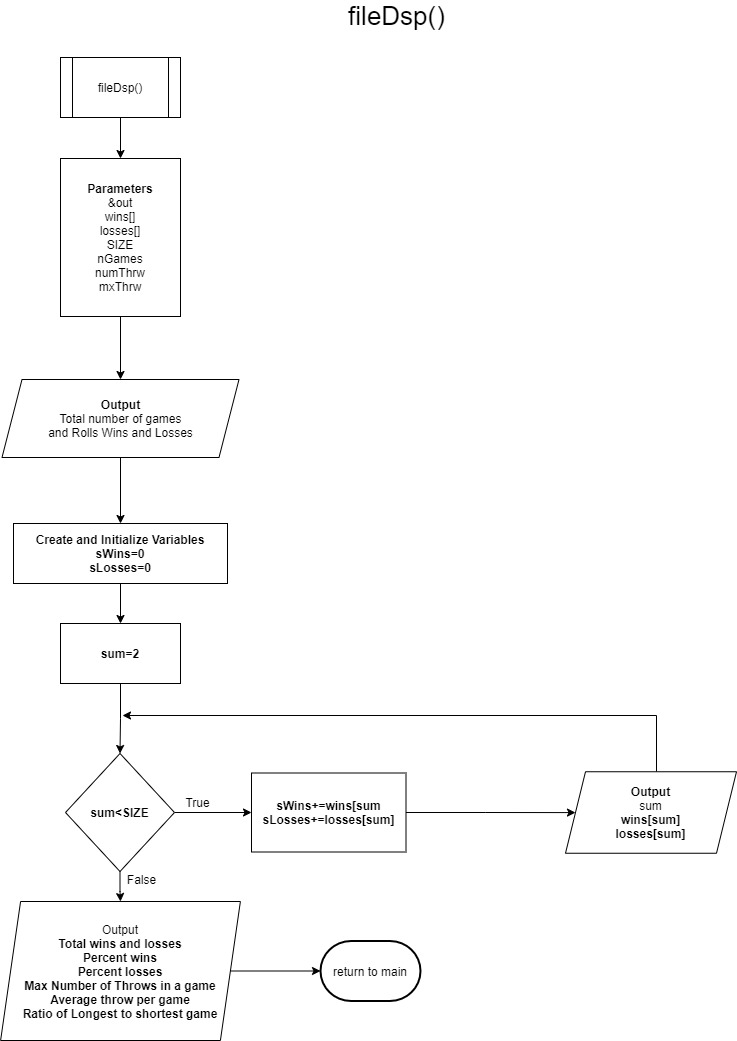 fileDsp()
fileDsp()
Parameters
&out
wins[]
losses[]
SIZE
nGames
numThrw
mxThrw
Output
Total number of games
and Rolls Wins and Losses
Create and Initialize Variables
sWins=0
sLosses=0
sum=2
sum<SIZE
True
sWins+=wins[sum
sLosses+=losses[sum]
Output
sum
wins[sum]
losses[sum]
False
Output
Total wins and losses
Percent wins
Percent losses
Max Number of Throws in a game
Average throw per game
Ratio of Longest to shortest game
return to main